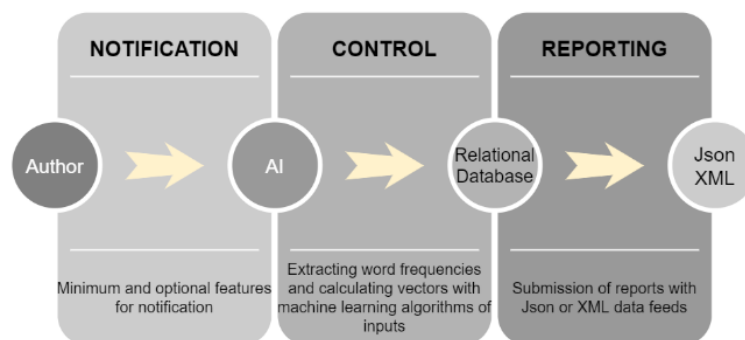 NOTIFICATION
CONTROL
REPORTING
Author
AI
Relational
Database
Json
XML
Minimum and optional features
for notification
Extracting word frequencies
and calculating vectors with
machine learning algorithms of
inputs
Submission of reports with
Json or XML data feeds